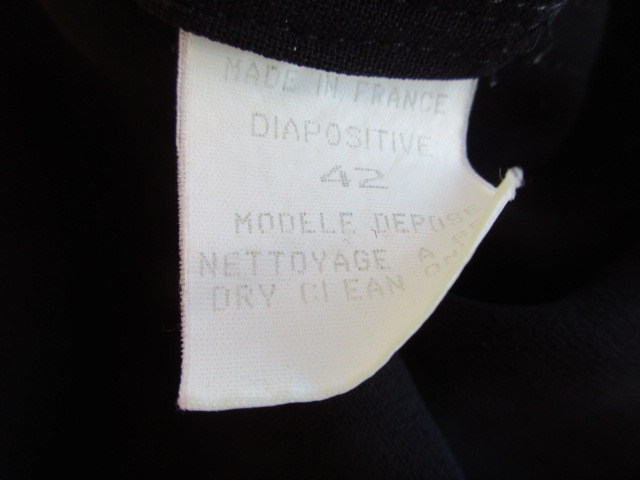 MADE IN FRANCE
DIAPOSITIVE
42
MODELE DEPOSE
NETTOYAGE A
DRY CLEAN